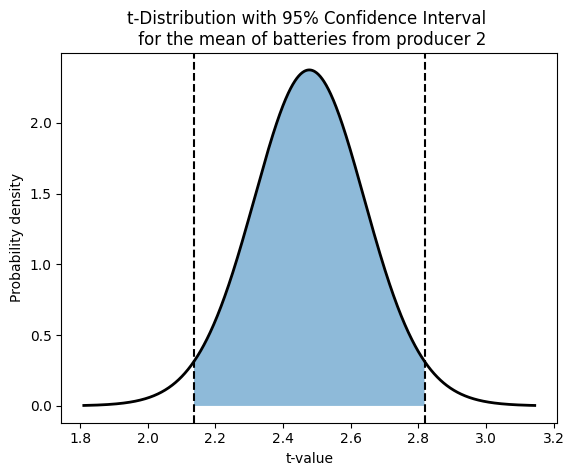 t-Distribution with 95% Confidence Interval
for the mean of batteries from producer 2
Probability density
2.0
1.5
1.0
0.5
0.0
1.8 2.0 2.2 2.4 2.6 2.8 3.0 3.2
t-value